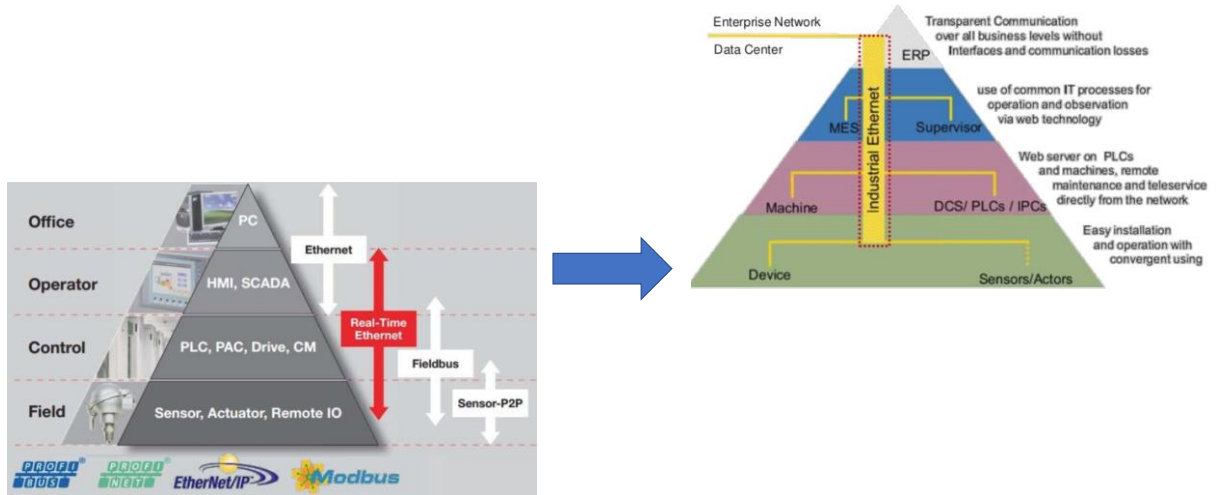 Office
PC
Ethernet
Operator
HMI, SCADA
Real-Time
Ethernet
Control
PLC, PAC, Drive, CM
Fieldbus
Field
Sensor, Actuator, Remote IO
Sensor-P2P
PROFI
BUS
PROFI
NET
EtherNet/IP
Modbus
Enterprise Network
Data Center
Industrial Ethernet
ERP
Transparent Communication
over all business levels without
Interfaces and communication losses
MES
Supervisor
use of common IT processes for
operation and observation
via web technology
Machine
DCS/ PLCs / IPCs
Web server on PLCs
and machines, remote
maintenance and teleservice
directly from the network
Device
Sensors/Actors
Easy installation
and operation with
convergent using